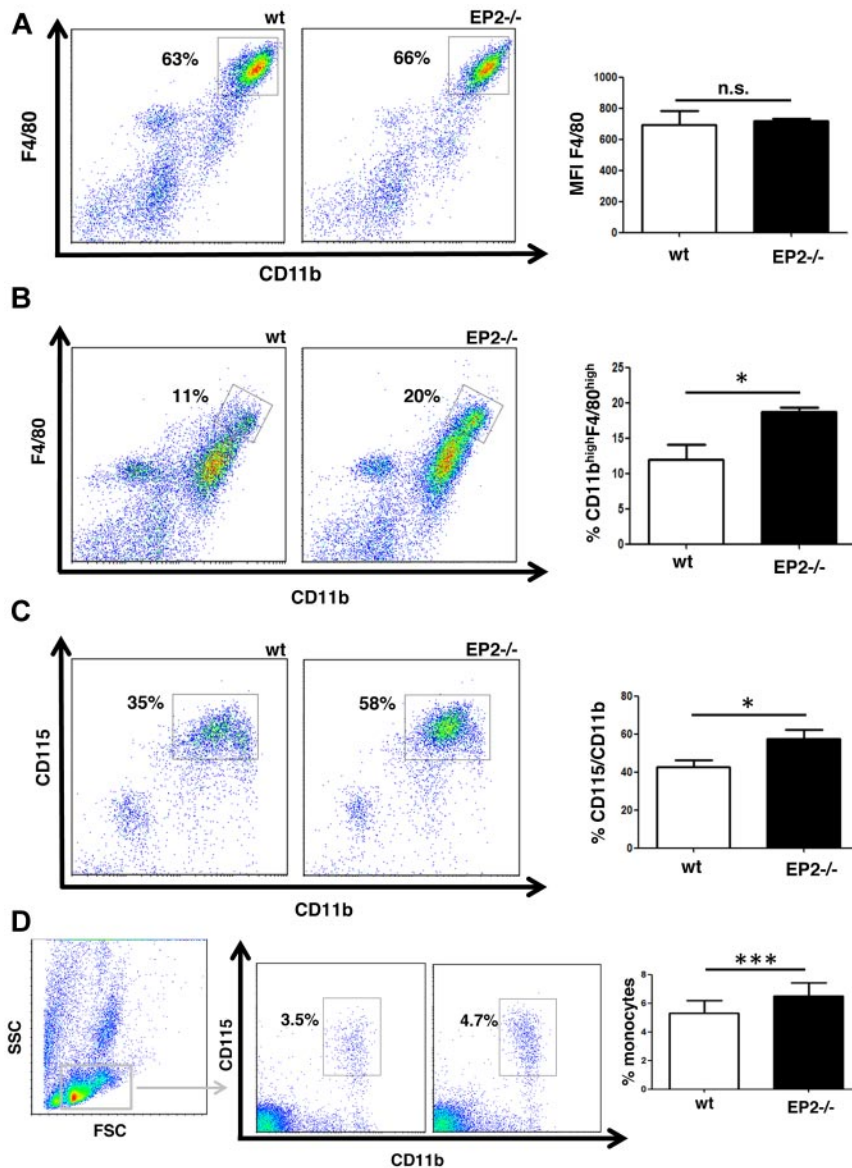 A
wt
EP2-/-
63%
66%
F4/80
CD11b
n.s.
MFI F4/80
1000
800
600
400
200
0
wt
EP2-/-
B
wt
EP2-/-
11%
20%
F4/80
CD11b
*
% CD11bhighF4/80high
25
20
15
10
5
0
wt
EP2-/-
C
wt
EP2-/-
35%
58%
CD115
CD11b
*
% CD115/CD11b
80
60
40
20
0
wt
EP2-/-
D
SSC
FSC
3.5%
4.7%
CD115
CD11b
***
% monocytes
8
6
4
2
0
wt
EP2-/-